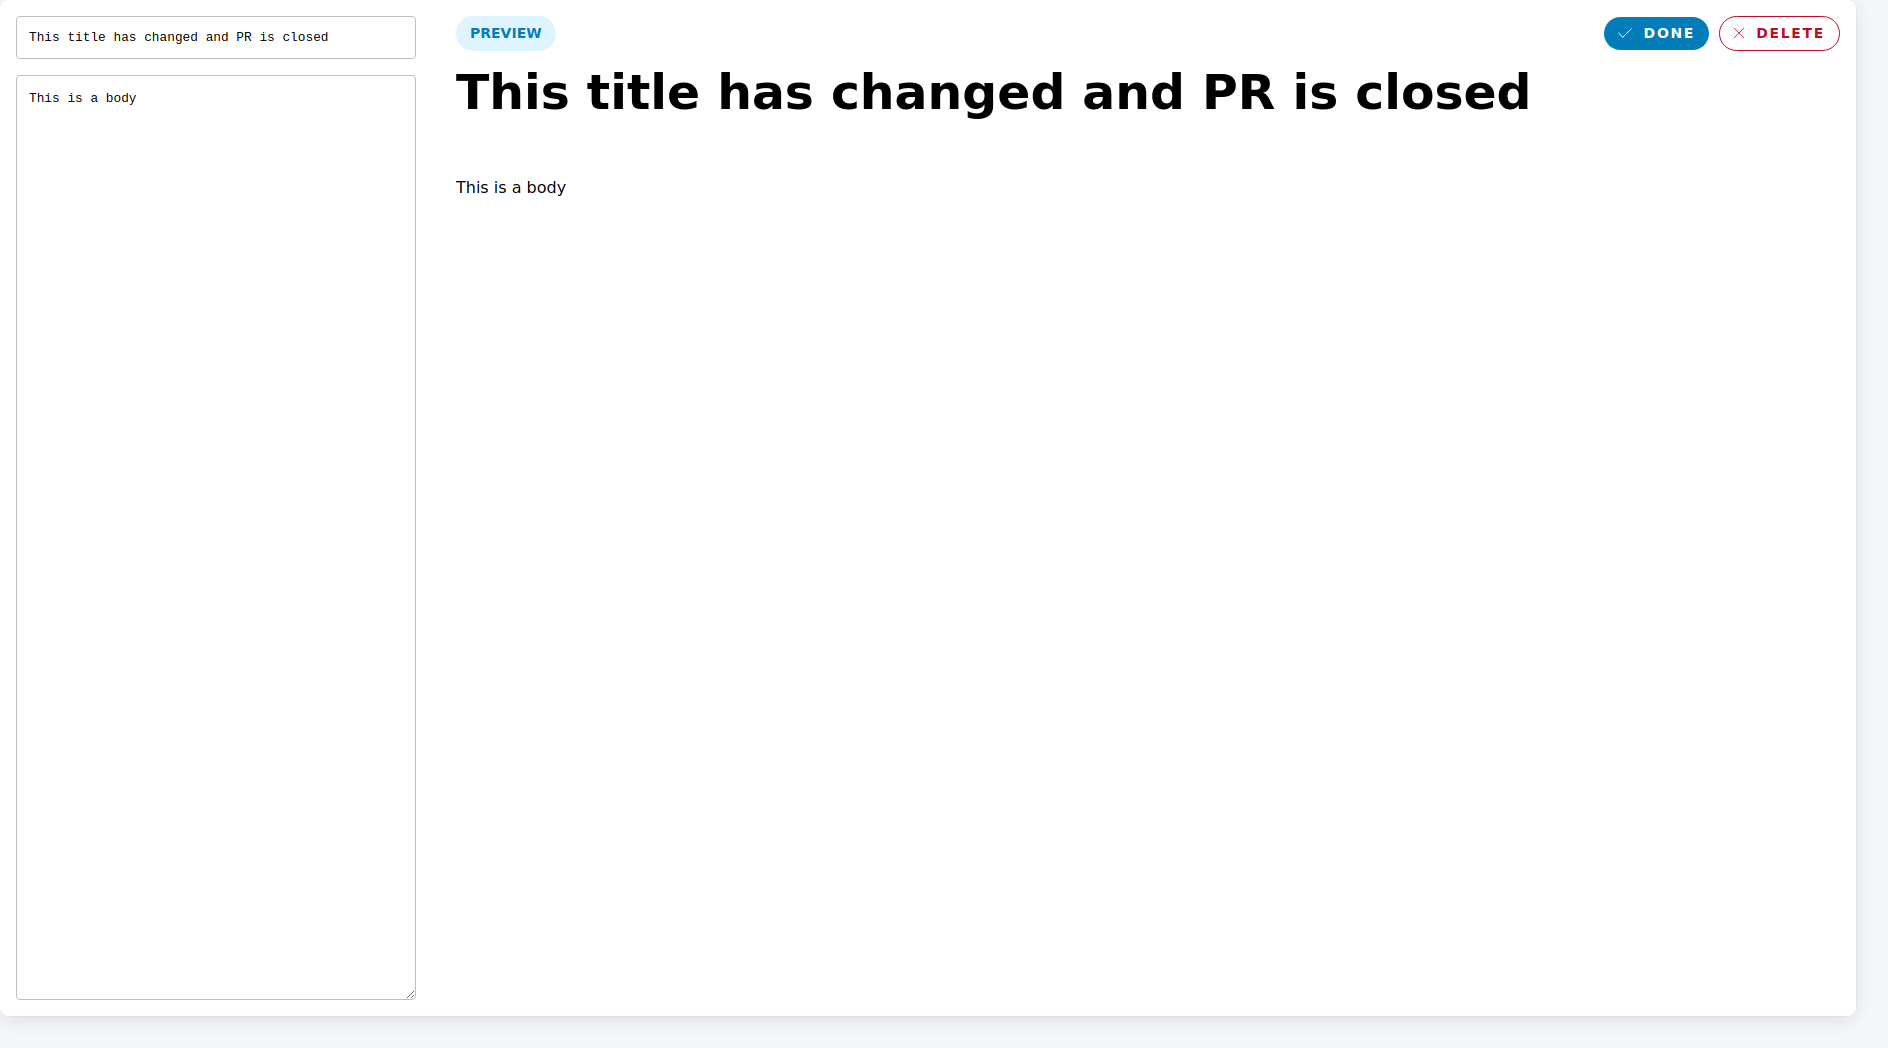 This title has changed and PR is closed
This is a body
PREVIEW
DONE
DELETE
This title has changed and PR is closed
This is a body